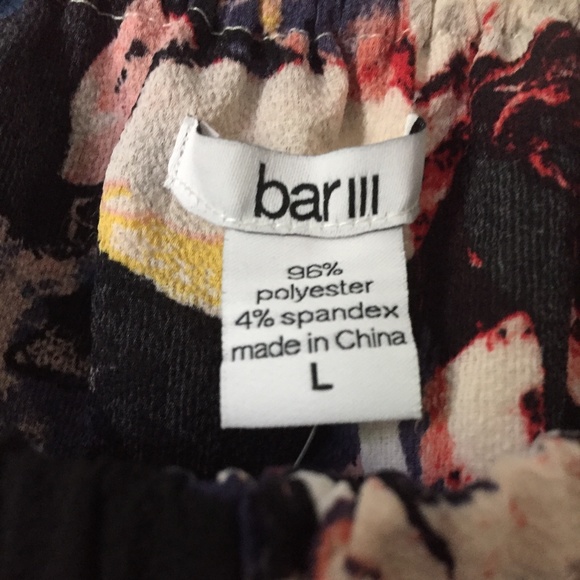 bar III
96%
polyester
4% spandex
made in China
L